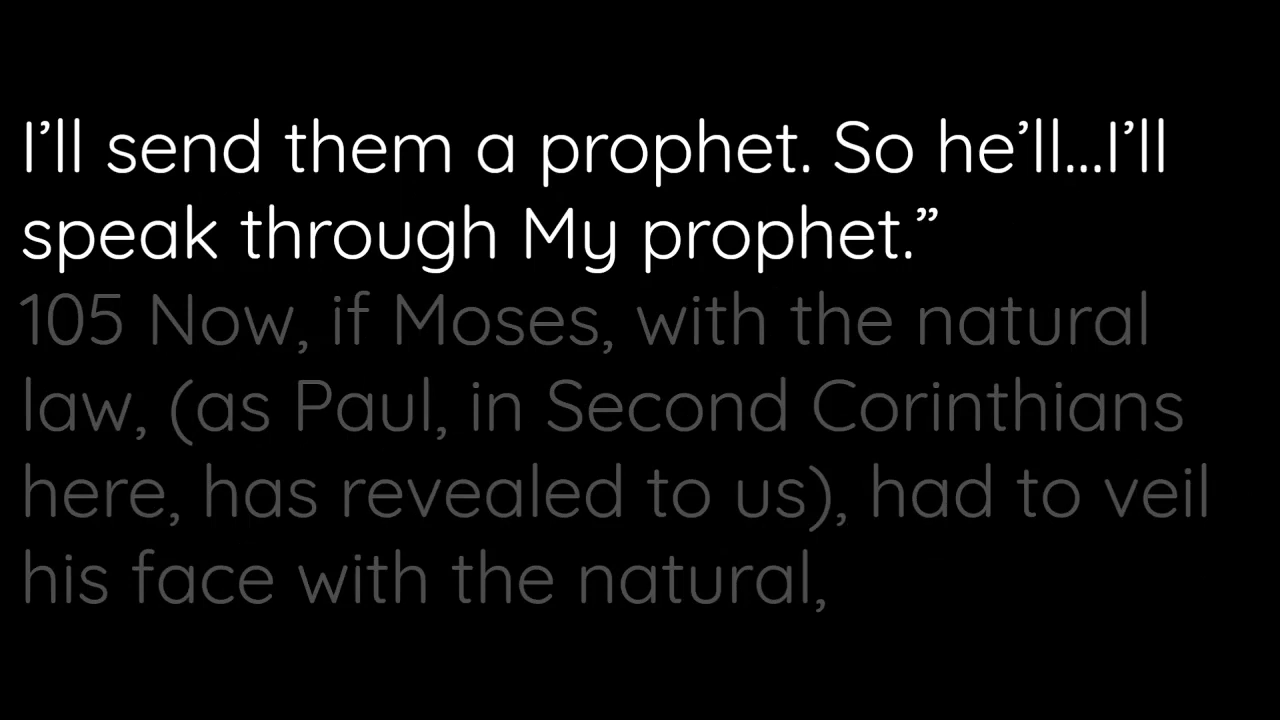 I’ll send them a prophet. So he’ll...I’ll
speak through My prophet.”
105 Now, if Moses, with the natural
law, (as Paul, in Second Corinthians
here, has revealed to us), had to veil
his face with the natural,